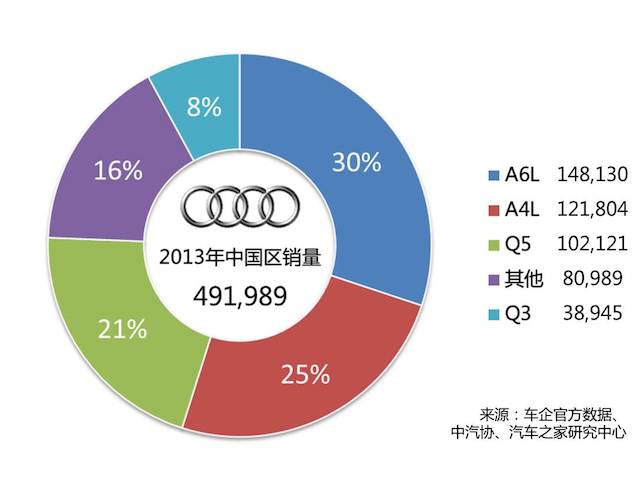 8%
30%
16%
21%
25%
2013年中国区销量
491,989
A6L 148,130
A4L 121,804
Q5 102,121
其他 80,989
Q3 38,945
来源：车企官方数据、
中汽协、汽车之家研究中心